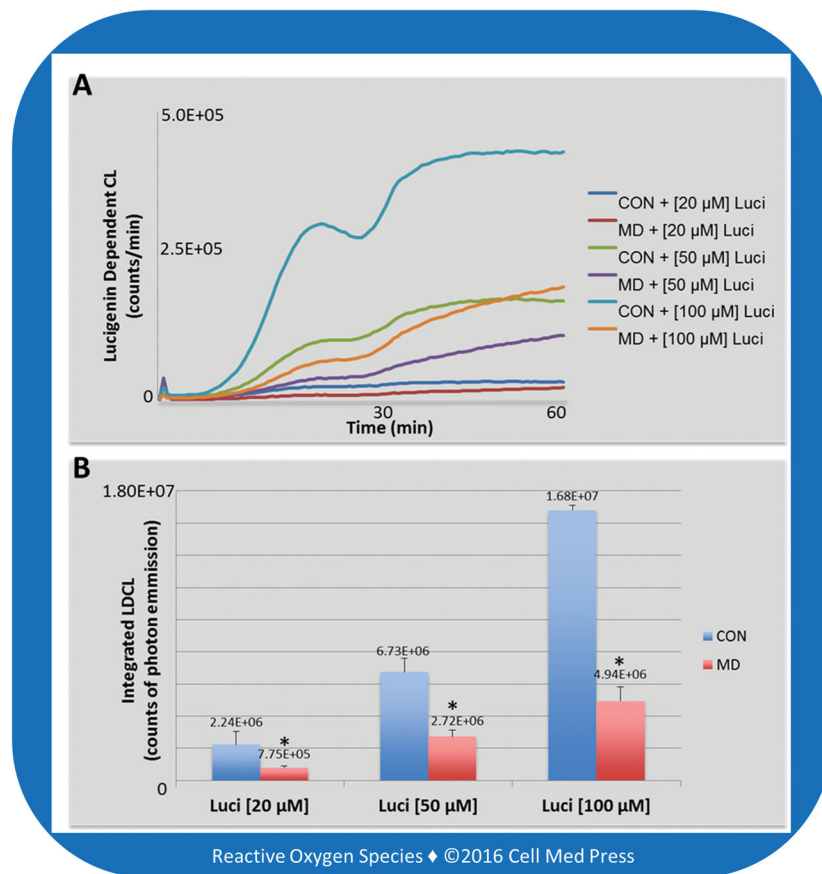 A
5.0E+05
2.5E+05
0
Lucigenin Dependent CL
(counts/min)
30
60
Time (min)
CON + [20 μM] Luci
MD + [20 μM] Luci
CON + [50 μM] Luci
MD + [50 μM] Luci
CON + [100 μM] Luci
MD + [100 μM] Luci
B
1.80E+07
0
Integrated LDCL
(counts of photon emmission)
2.24E+06
*
7.75E+05
6.73E+06
*
2.72E+06
1.68E+07
*
4.94E+06
CON
MD
Luci [20 μM]
Luci [50 μM]
Luci [100 μM]
Reactive Oxygen Species ♦ ©2016 Cell Med Press